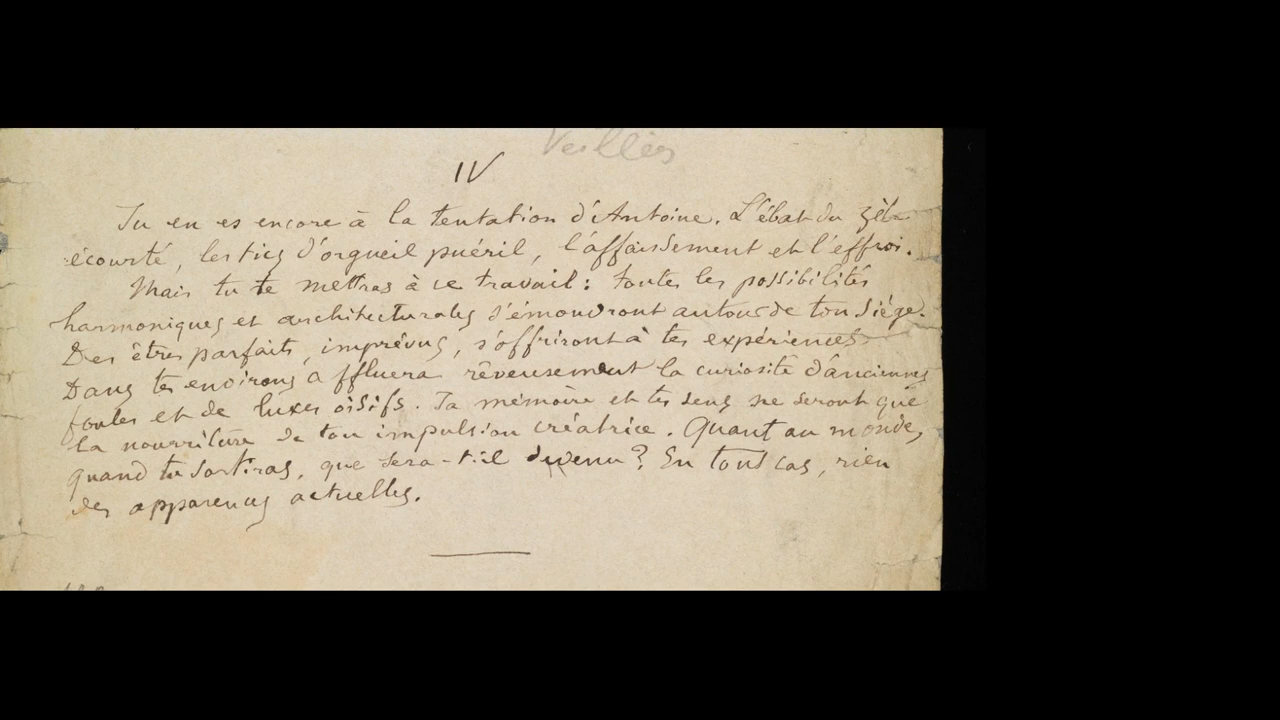 Veillées
IV
Tu en es encore à la tentation d'Antoine. L'ébat du zèle
écourté, les tics d'orgueil puéril, l'affaissement et l'effroi.
Mais tu te mettras à ce travail : toutes les possibilités
harmoniques et architecturales s'émouvront autour de ton siége.
Des êtres parfaits, imprévus, s'offriront à tes expériences.
Dans tes environs affluera rêveusement la curiosité d'anciennes
foules et de luxes oisifs. Ta mémoire et tes sens ne seront que
la nourriture de ton impulsion créatrice. Quant au monde,
quand tu sortiras, que sera-t-il devenu ? En tout cas, rien
des apparences actuelles.